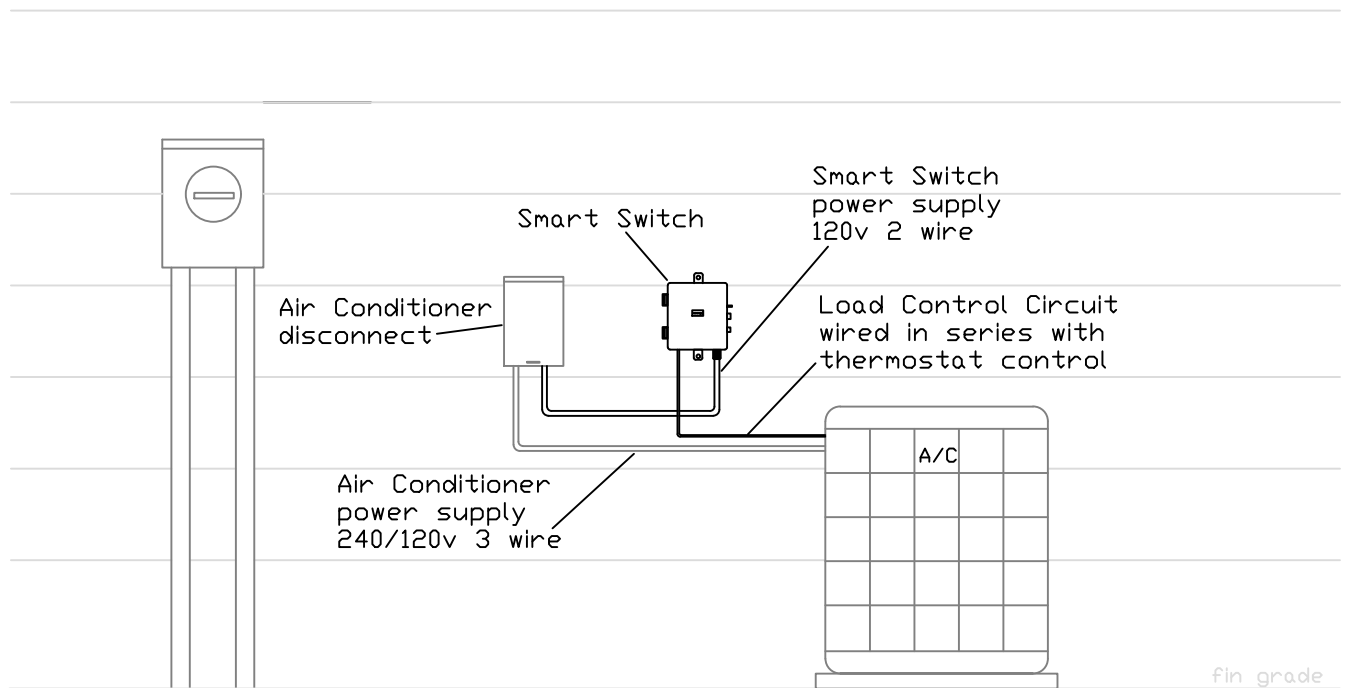 Smart Switch
power supply
120v 2 wire
Smart Switch
Air Conditioner
disconnect
Load Control Circuit
wired in series with
thermostat control
A/C
Air Conditioner
power supply
240/120v 3 wire
fin grade